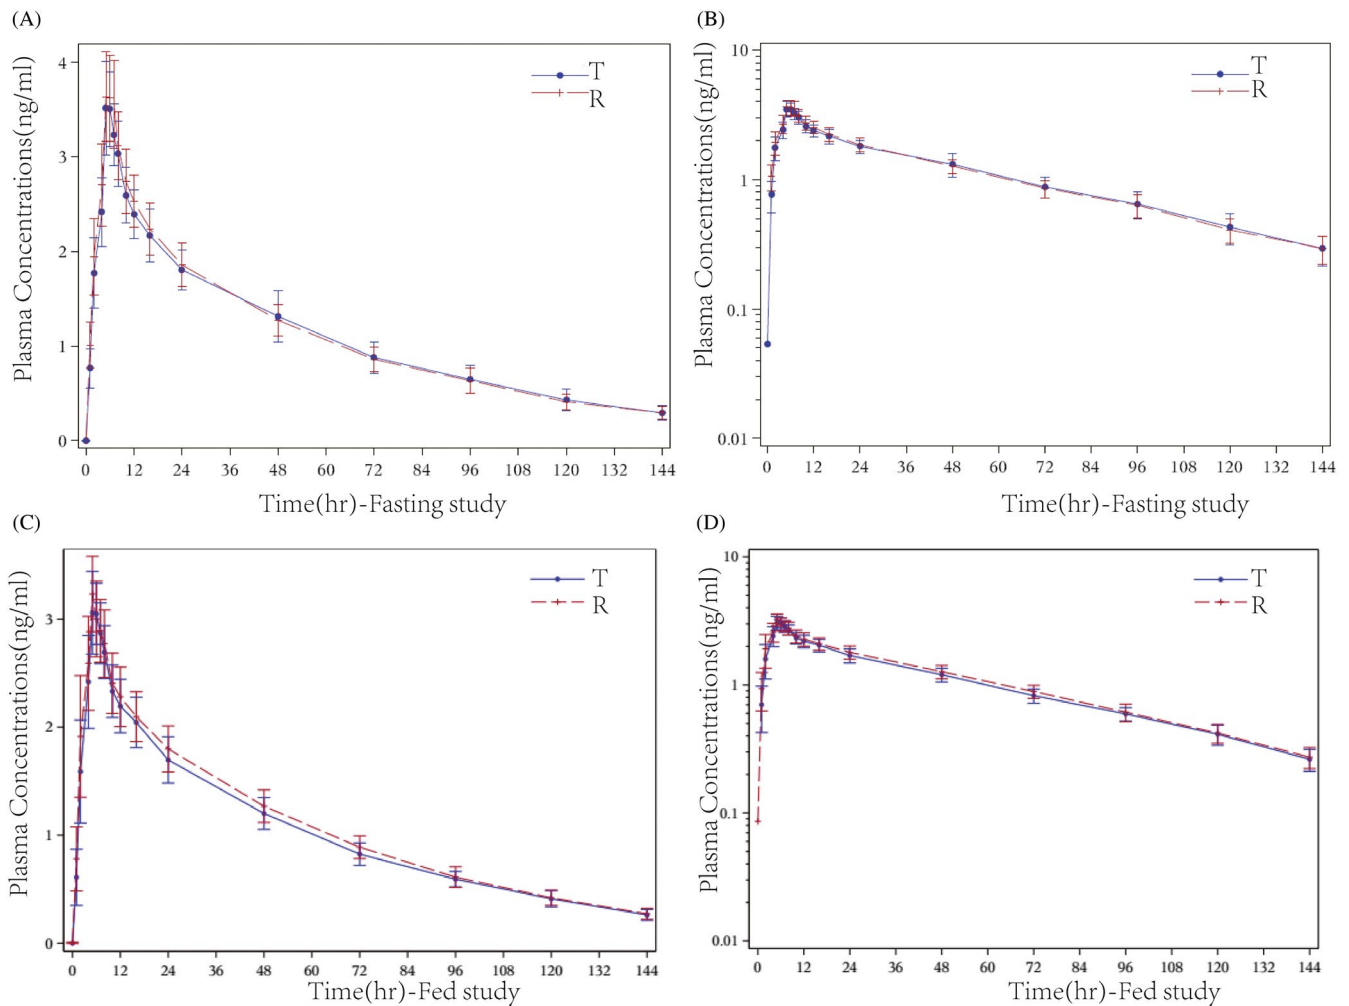 (A)
Plasma Concentrations(ng/ml)
4
3
2
1
0
T
R
0 12 24 36 48 60 72 84 96 108 120 132 144
Time(hr)-Fasting study
(B)
Plasma Concentrations(ng/ml)
10
1
0.1
0.01
T
R
0 12 24 36 48 60 72 84 96 108 120 132 144
Time(hr)-Fasting study
(C)
Plasma Concentrations(ng/ml)
3
2
1
0
T
R
0 12 24 36 48 60 72 84 96 108 120 132 144
Time(hr)-Fed study
(D)
Plasma Concentrations(ng/ml)
10
1
0.1
0.01
T
R
0 12 24 36 48 60 72 84 96 108 120 132 144
Time(hr)-Fed study